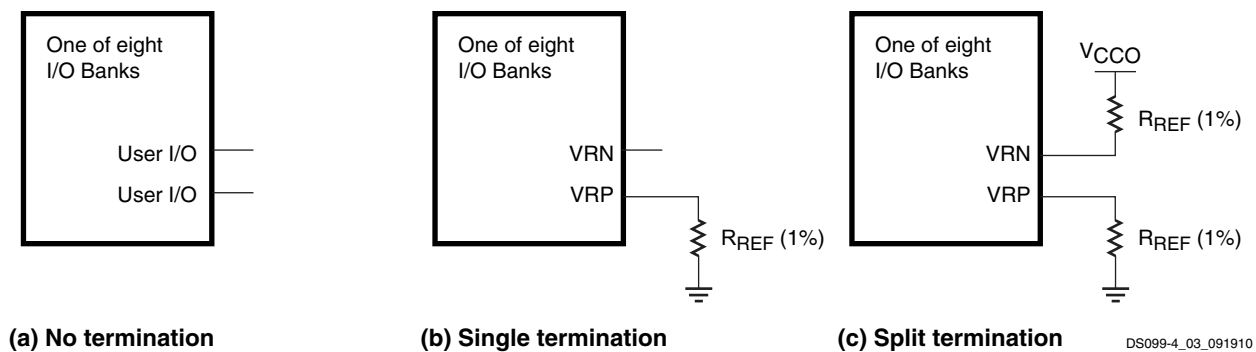 One of eight
I/O Banks
User I/O
User I/O
(a) No termination
One of eight
I/O Banks
VRN
VRP
RREF (1%)
(b) Single termination
One of eight
I/O Banks
VCCO
RREF (1%)
VRN
VRP
RREF (1%)
(c) Split termination
DS099-4_03_091910